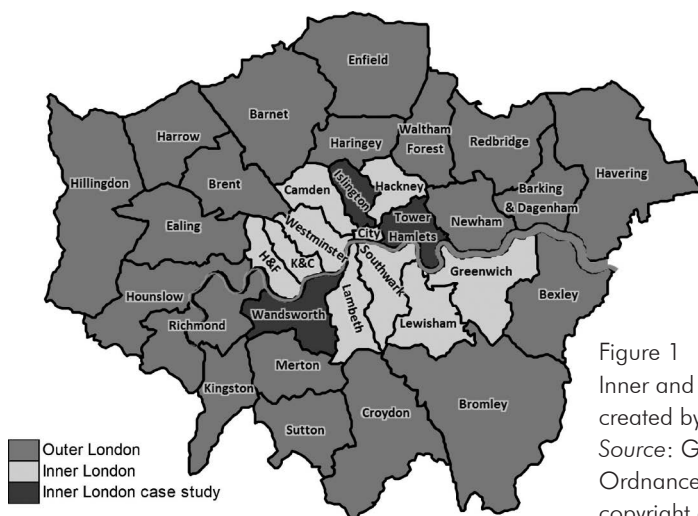 Enfield
Barnet
Harrow
Haringey
Waltham
Forest
Redbridge
Havering
Hillingdon
Brent
Camden
Islington
Hackney
Barking
& Dagenham
Ealing
Westminster
City
Tower
Hamlets
Newham
H&F
K&C
Southwark
Greenwich
Hounslow
Bexley
Richmond
Wandsworth
Lambeth
Lewisham
Merton
Kingston
Bromley
Croydon
Sutton
Outer London
Inner London
Inner London case study
Figure 1
Inner and
created by
Source: G
Ordnance
copyright